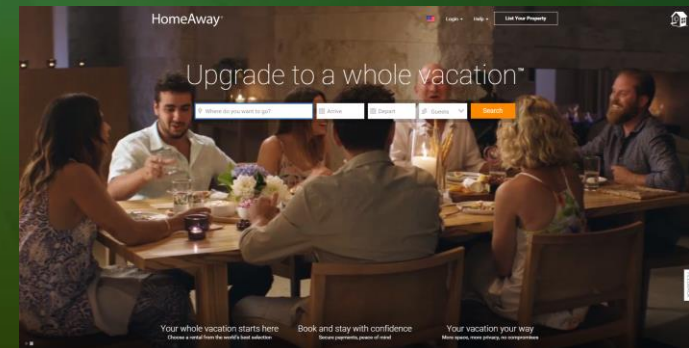 HomeAway
Login
Help
List Your Property
Upgrade to a whole vacation™
Where do you want to go?
Arrive
Depart
Guests
Search
Your whole vacation starts here
Choose a rental from the world's best selection
Book and stay with confidence
Secure payments, peace of mind
Your vacation your way
More space, more privacy, no compromises